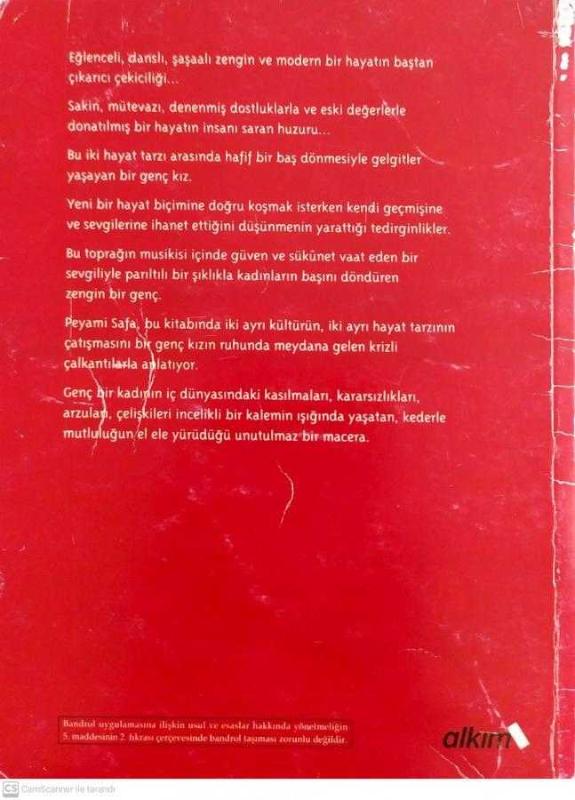 Eğlenceli, danslı, şaşaalı zengin ve modern bir hayatın baştan
çıkarıcı çekiciliği...
Sakin, mütevazı, denenmiş dostluklarla ve eski değerlerle
donatılmış bir hayatın insanı saran huzuru...
Bu iki hayat tarzı arasında hafif bir baş dönmesiyle gelgitler
yaşayan bir genç kız.
Yeni bir hayat biçimine doğru koşmak isterken kendi geçmişine
ve sevgilerine ihanet ettiğini düşünmenin yarattığı tedirginlikler.
Bu toprağın musikisi içinde güven ve sükûnet vaat eden bir
sevgiliyle parıltılı bir şıklıkla kadınların başını döndüren
zengin bir genç.
Peyami Safa, bu kitabında iki ayrı kültürün, iki ayrı hayat tarzının
çatışmasını bir genç kızın ruhunda meydana gelen krizli
çalkantılarla anlatıyor.
Genç bir kadının iç dünyasındaki kasılmaları, kararsızlıkları,
arzuları, çelişkileri incelikli bir kalemin ışığında yaşatan, kederle
mutluluğun el ele yürüdüğü unutulmaz bir macera.
Bandrol uygulamasına ilişkin usul ve esaslar hakkında yönetmeliğin
5. maddesinin 2. fıkrası çerçevesinde bandrol taşıması zorunlu değildir.
alkım
CS CamScanner ile tarandı